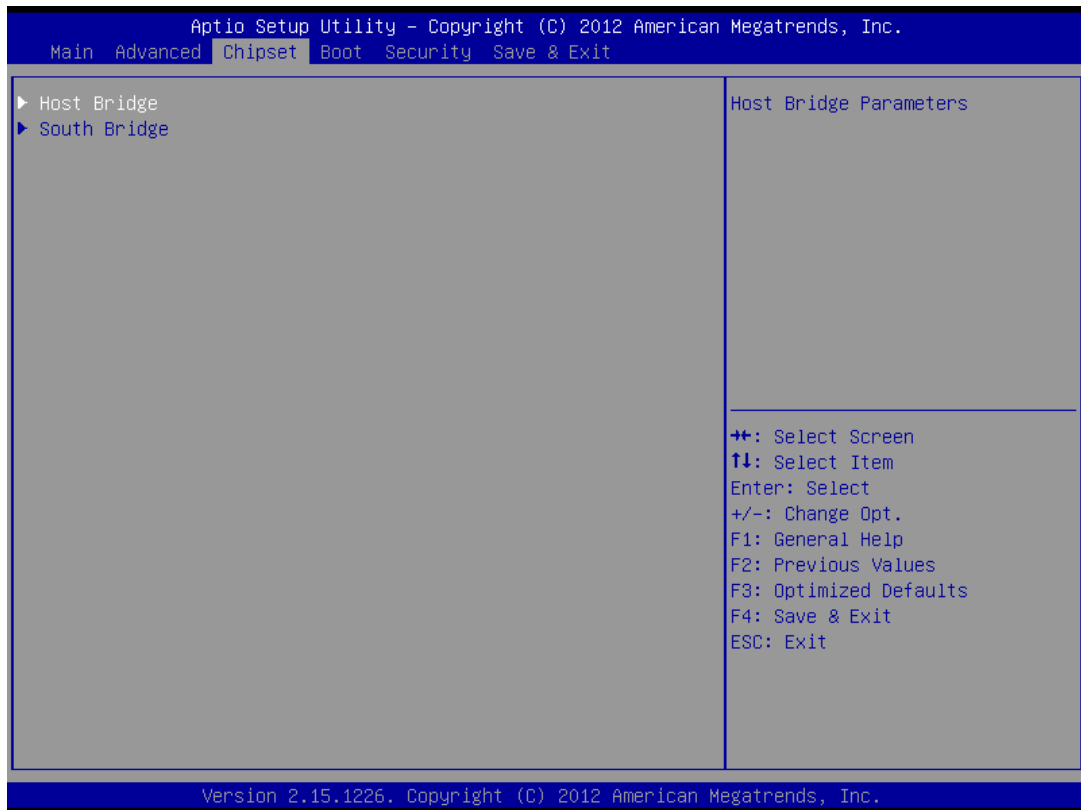 Aptio Setup Utility – Copyright (C) 2012 American Megatrends, Inc.
Main Advanced Chipset Boot Security Save & Exit
▶ Host Bridge
▶ South Bridge
Host Bridge Parameters
→←: Select Screen
↑↓: Select Item
Enter: Select
+/-: Change Opt.
F1: General Help
F2: Previous Values
F3: Optimized Defaults
F4: Save & Exit
ESC: Exit
Version 2.15.1226. Copyright (C) 2012 American Megatrends, Inc.